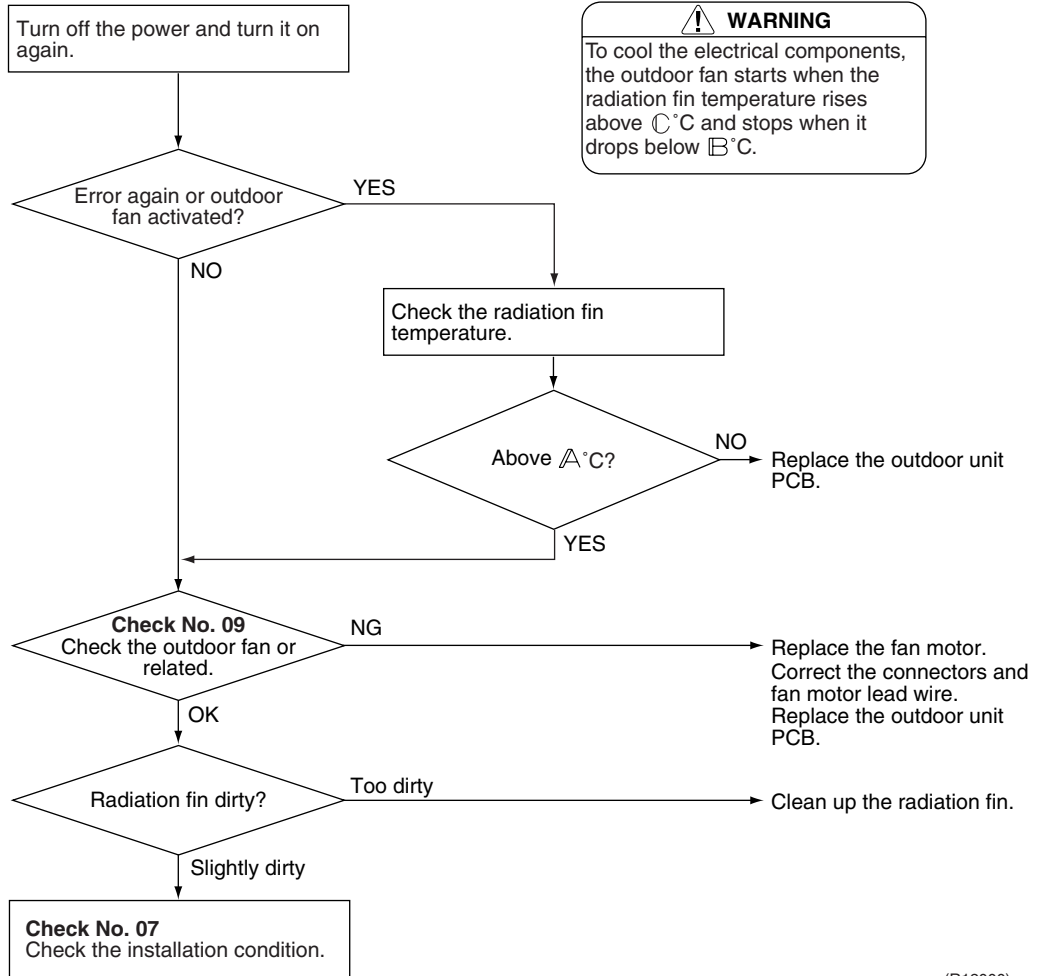 Turn off the power and turn it on
again.
WARNING
To cool the electrical components,
the outdoor fan starts when the
radiation fin temperature rises
above ℂ°C and stops when it
drops below 𝔹°C.
Error again or outdoor
fan activated?
YES
NO
Check the radiation fin
temperature.
Above 𝔸°C?
NO
Replace the outdoor unit
PCB.
YES
Check No. 09
Check the outdoor fan or
related.
NG
Replace the fan motor.
Correct the connectors and
fan motor lead wire.
Replace the outdoor unit
PCB.
OK
Radiation fin dirty?
Too dirty
Clean up the radiation fin.
Slightly dirty
Check No. 07
Check the installation condition.